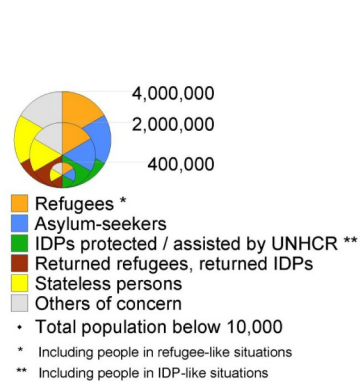 4,000,000
2,000,000
400,000
Refugees *
Asylum-seekers
IDPs protected / assisted by UNHCR **
Returned refugees, returned IDPs
Stateless persons
Others of concern
Total population below 10,000
* Including people in refugee-like situations
** Including people in IDP-like situations